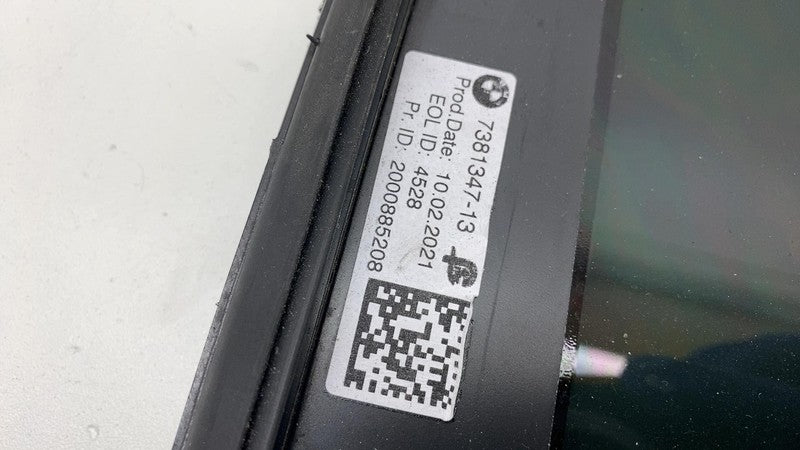 7381347-13
Prod.Date: 10.02.2021
EOL ID: 4528
Pr. ID: 2000885208